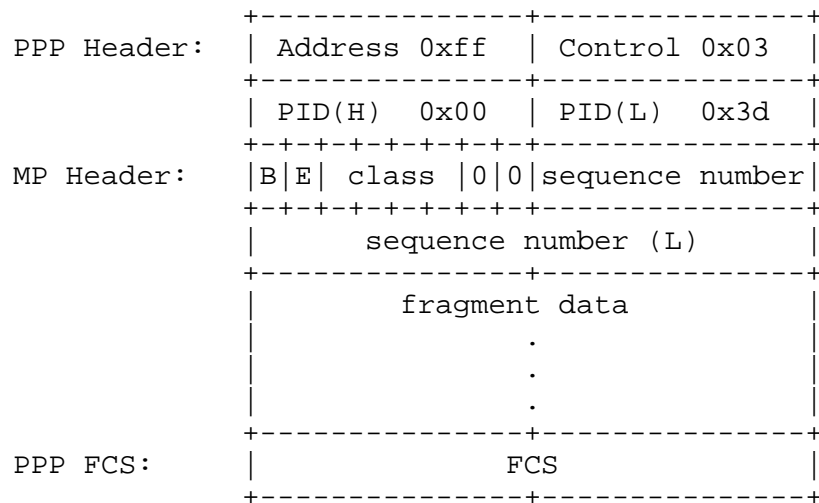 +---------------+---------------+
PPP Header:   | Address 0xff  | Control 0x03  |
              +---------------+---------------+
              | PID(H)  0x00  | PID(L)  0x3d  |
              +-+-+-+-+-+-+-+-+---------------+
MP Header:    |B|E| class |0|0|sequence number|
              +-+-+-+-+-+-+-+-+---------------+
              |      sequence number (L)      |
              +---------------+---------------+
              |        fragment data          |
              |               .               |
              |               .               |
              |               .               |
              +---------------+---------------+
PPP FCS:      |              FCS              |
              +---------------+---------------+